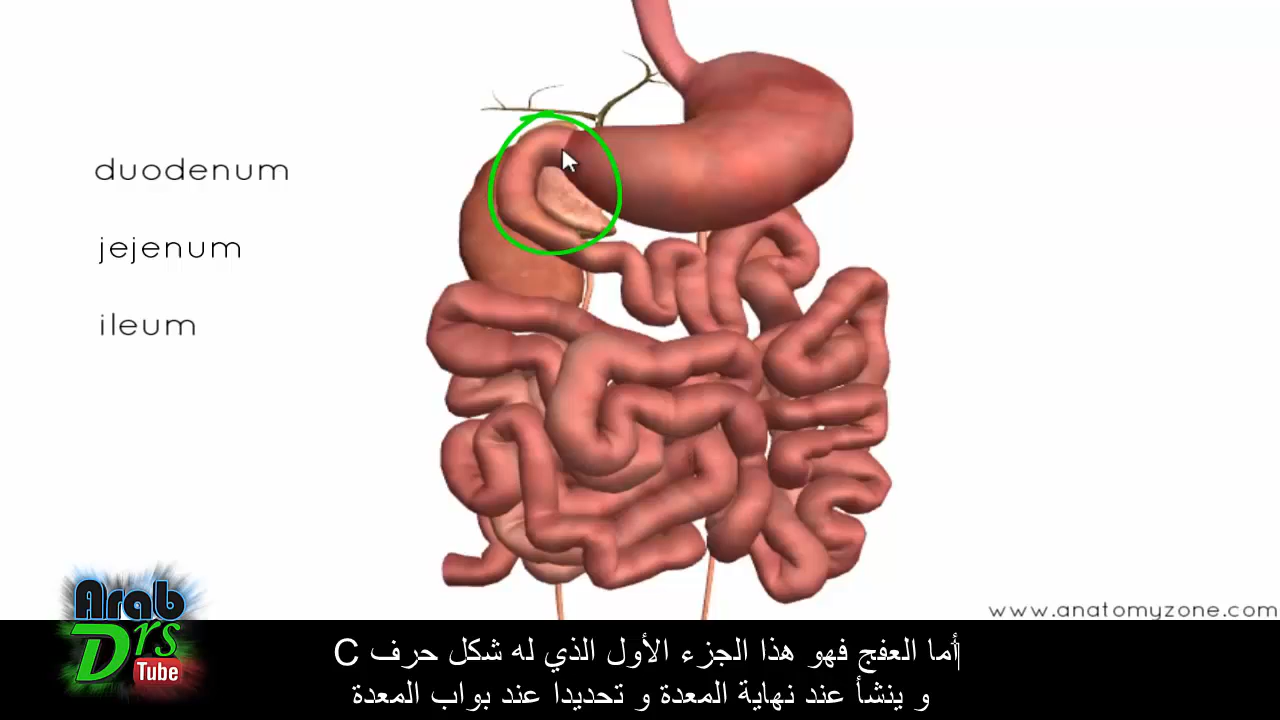 duodenum
jejenum
ileum
www.anatomyzone.com
Arab
Drs
Tube
أما العفج فهو هذا الجزء الأول الذي له شكل حرف C
و ينشأ عند نهاية المعدة و تحديدا عند بواب المعدة